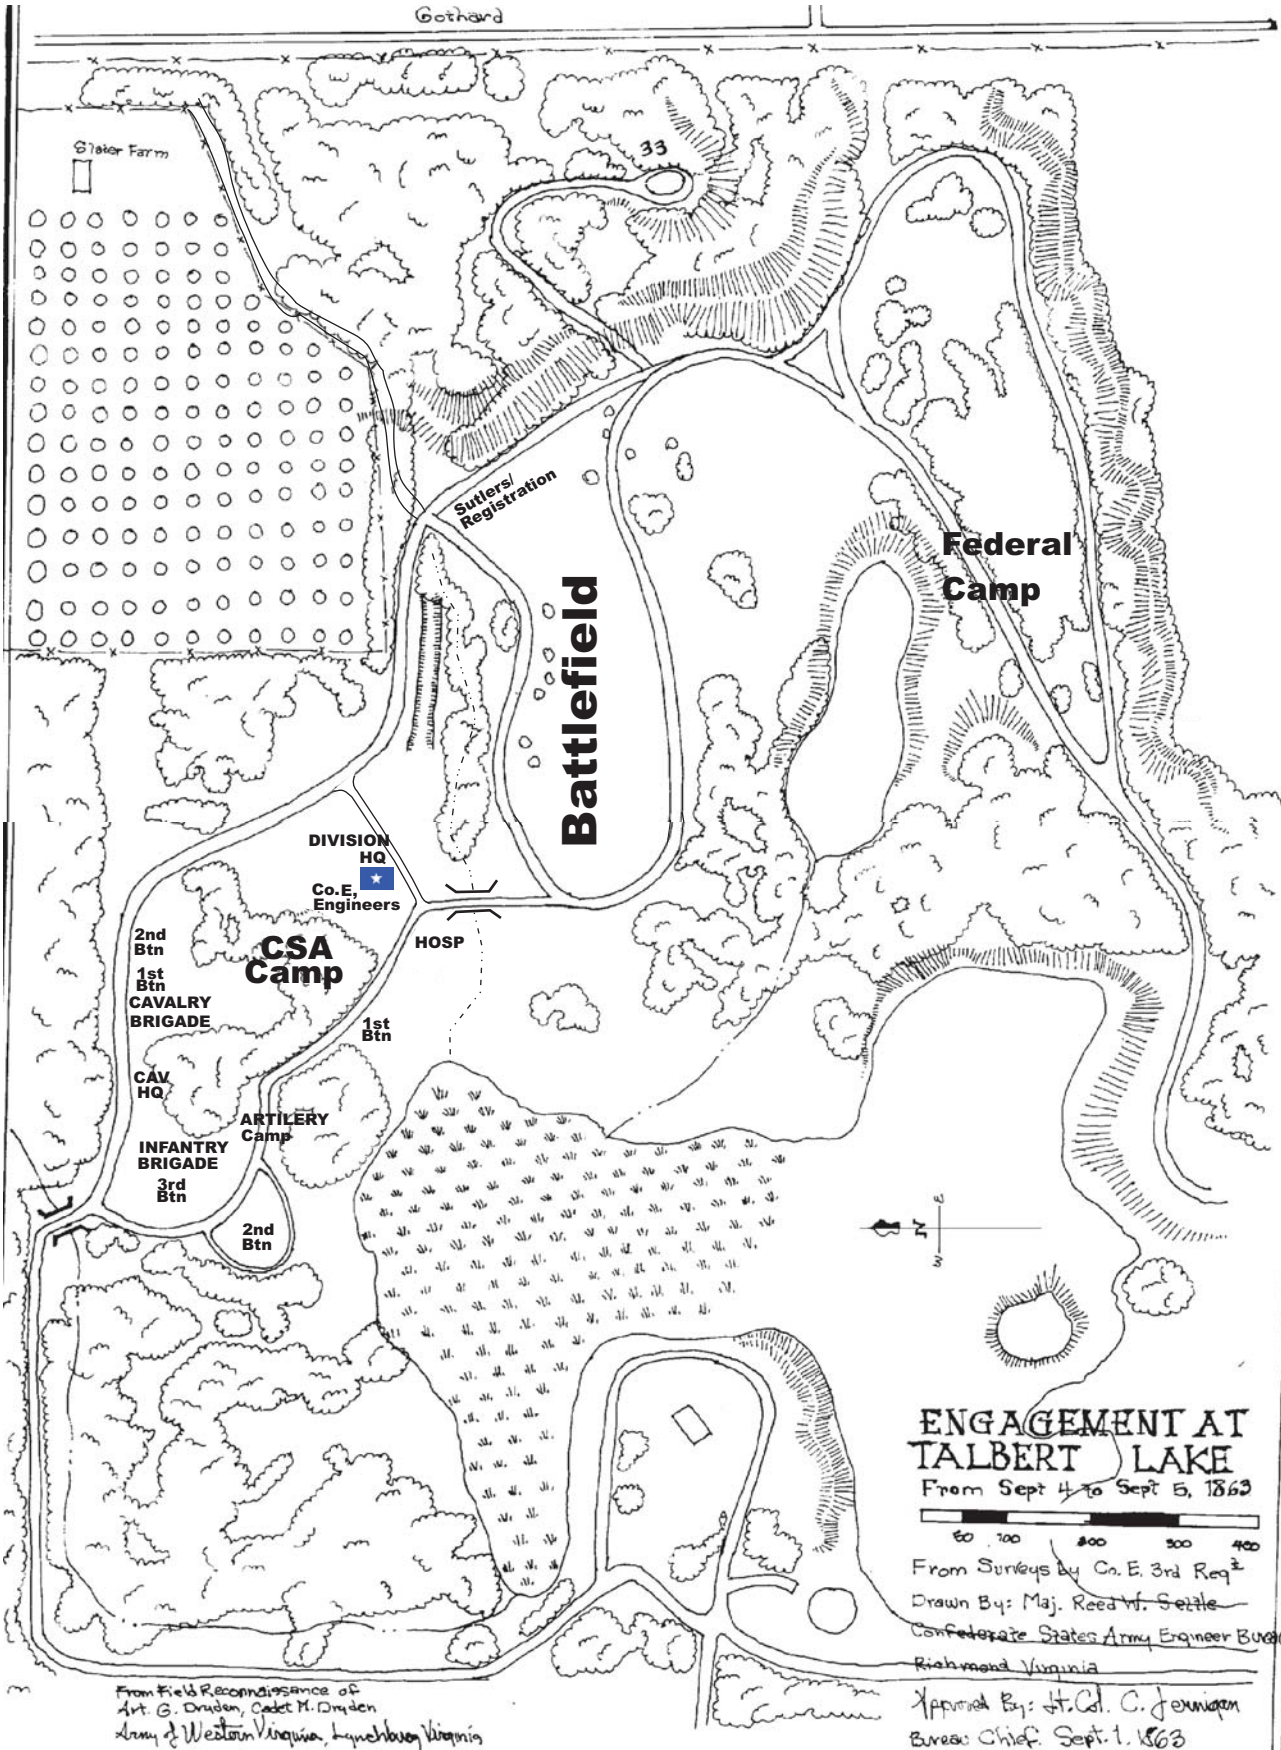 Gothard
33
Slater Farm
Sutlers/
Registration
Federal
Camp
Battlefield
DIVISION
HQ
Co.E,
Engineers
2nd
Btn
CSA
Camp
HOSP
1st
Btn
CAVALRY
BRIGADE
1st
Btn
CAV
HQ
ARTILERY
Camp
INFANTRY
BRIGADE
3rd
Btn
2nd
Btn
E
N
W
ENGAGEMENT AT
TALBERT LAKE
From Sept 4 to Sept 5, 1863
50 100 200 300 400
From Surveys by Co. E. 3rd Regt
Drawn By: Maj. Reed W. Settle
Confederate States Army Engineer Bureau
Richmond Virginia
Approved By: Lt. Col. C. Jernigan
Bureau Chief. Sept. 1. 1863
From Field Reconnaissance of
Art. G. Dryden, Cadet M. Dryden
Army of Western Virginia, Lynchburg Virginia